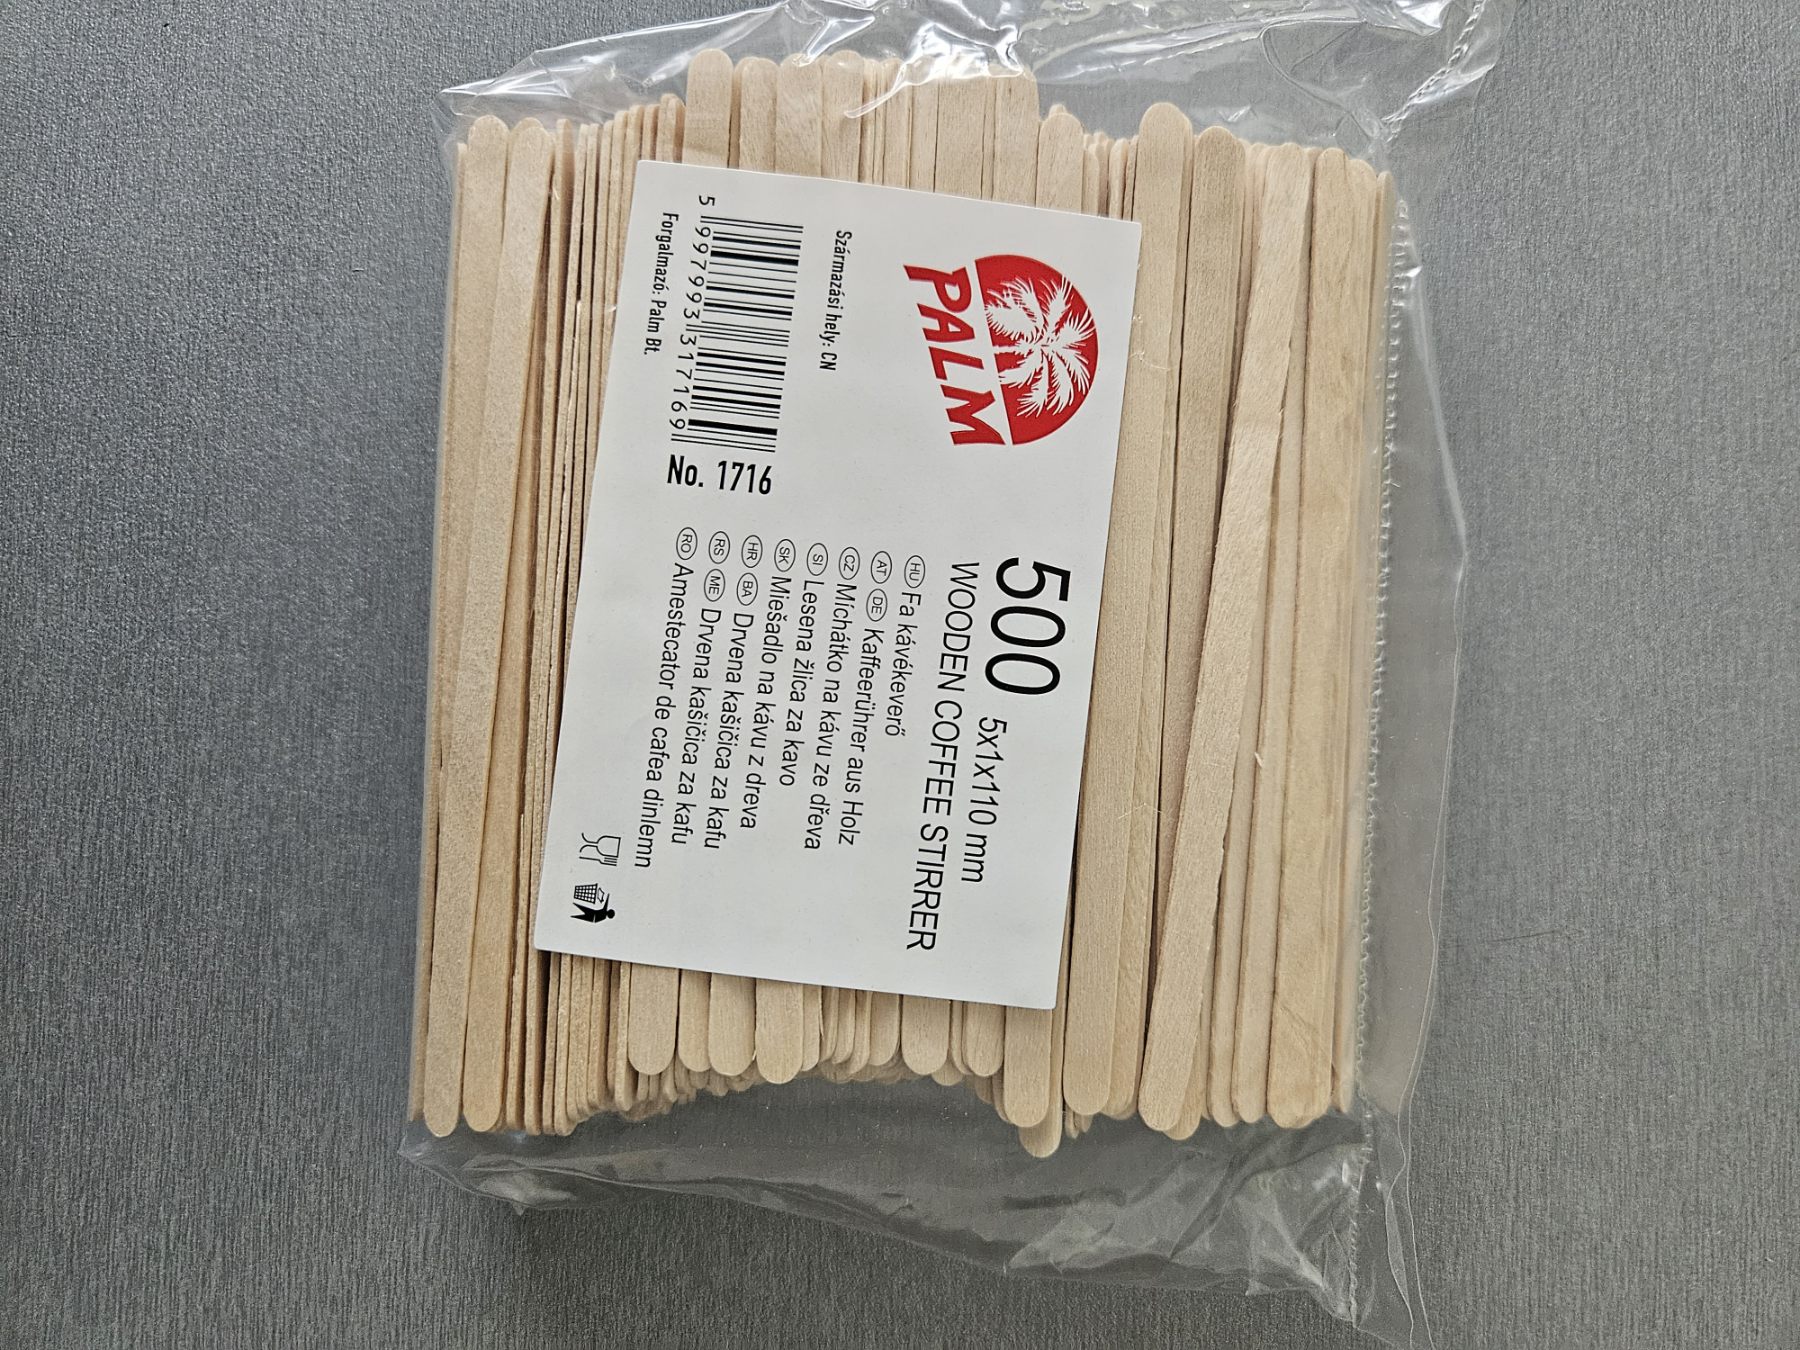 PALM
Származási hely: CN
5 997993 317169
No. 1716
Forgalmazó: Palm Bt.
500 5x1x110 mm
WOODEN COFFEE STIRRER
HU Fa kávékeverő
AT DE Kaffeerührer aus Holz
CZ Míchátko na kávu ze dřeva
SI Lesena žlica za kavo
SK Miešadlo na kávu z dreva
HR BA Drvena kašičica za kafu
RS ME Drvena kašičica za kafu
RO Amestecator de cafea dinlemn